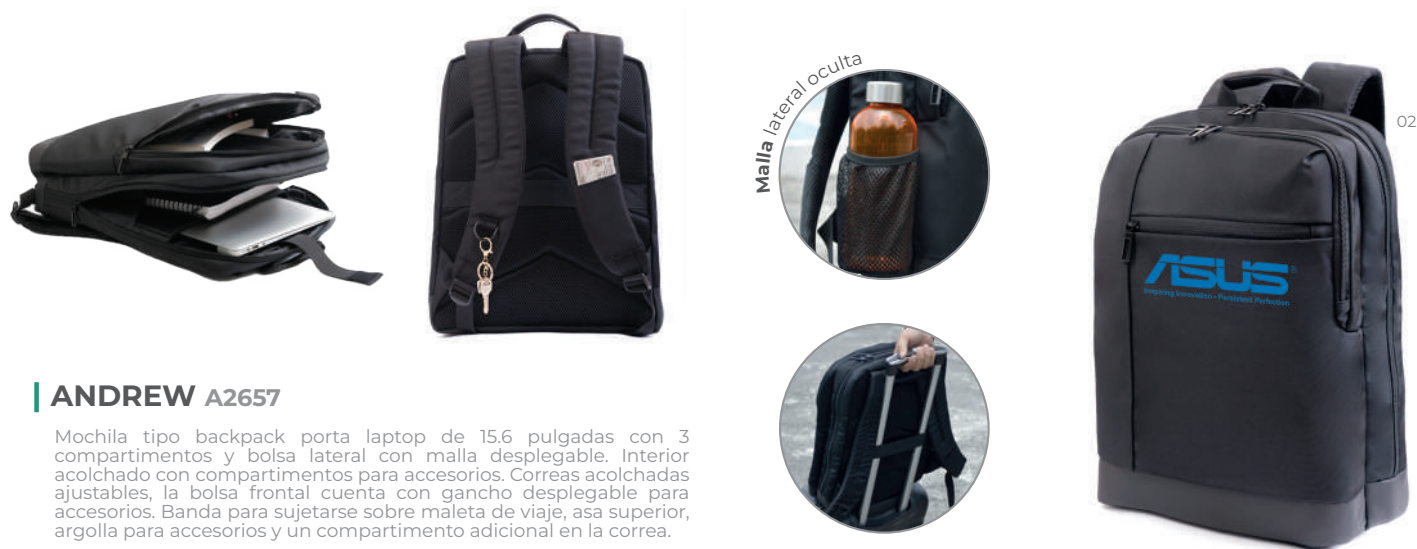 Malla lateral oculta
02
ASUS®
Inspiring Innovation • Persistent Perfection
ANDREW A2657
Mochila tipo backpack porta laptop de 15.6 pulgadas con 3
compartimentos y bolsa lateral con malla desplegable. Interior
acolchado con compartimentos para accesorios. Correas acolchadas
ajustables, la bolsa frontal cuenta con gancho desplegable para
accesorios. Banda para sujetarse sobre maleta de viaje, asa superior,
argolla para accesorios y un compartimento adicional en la correa.